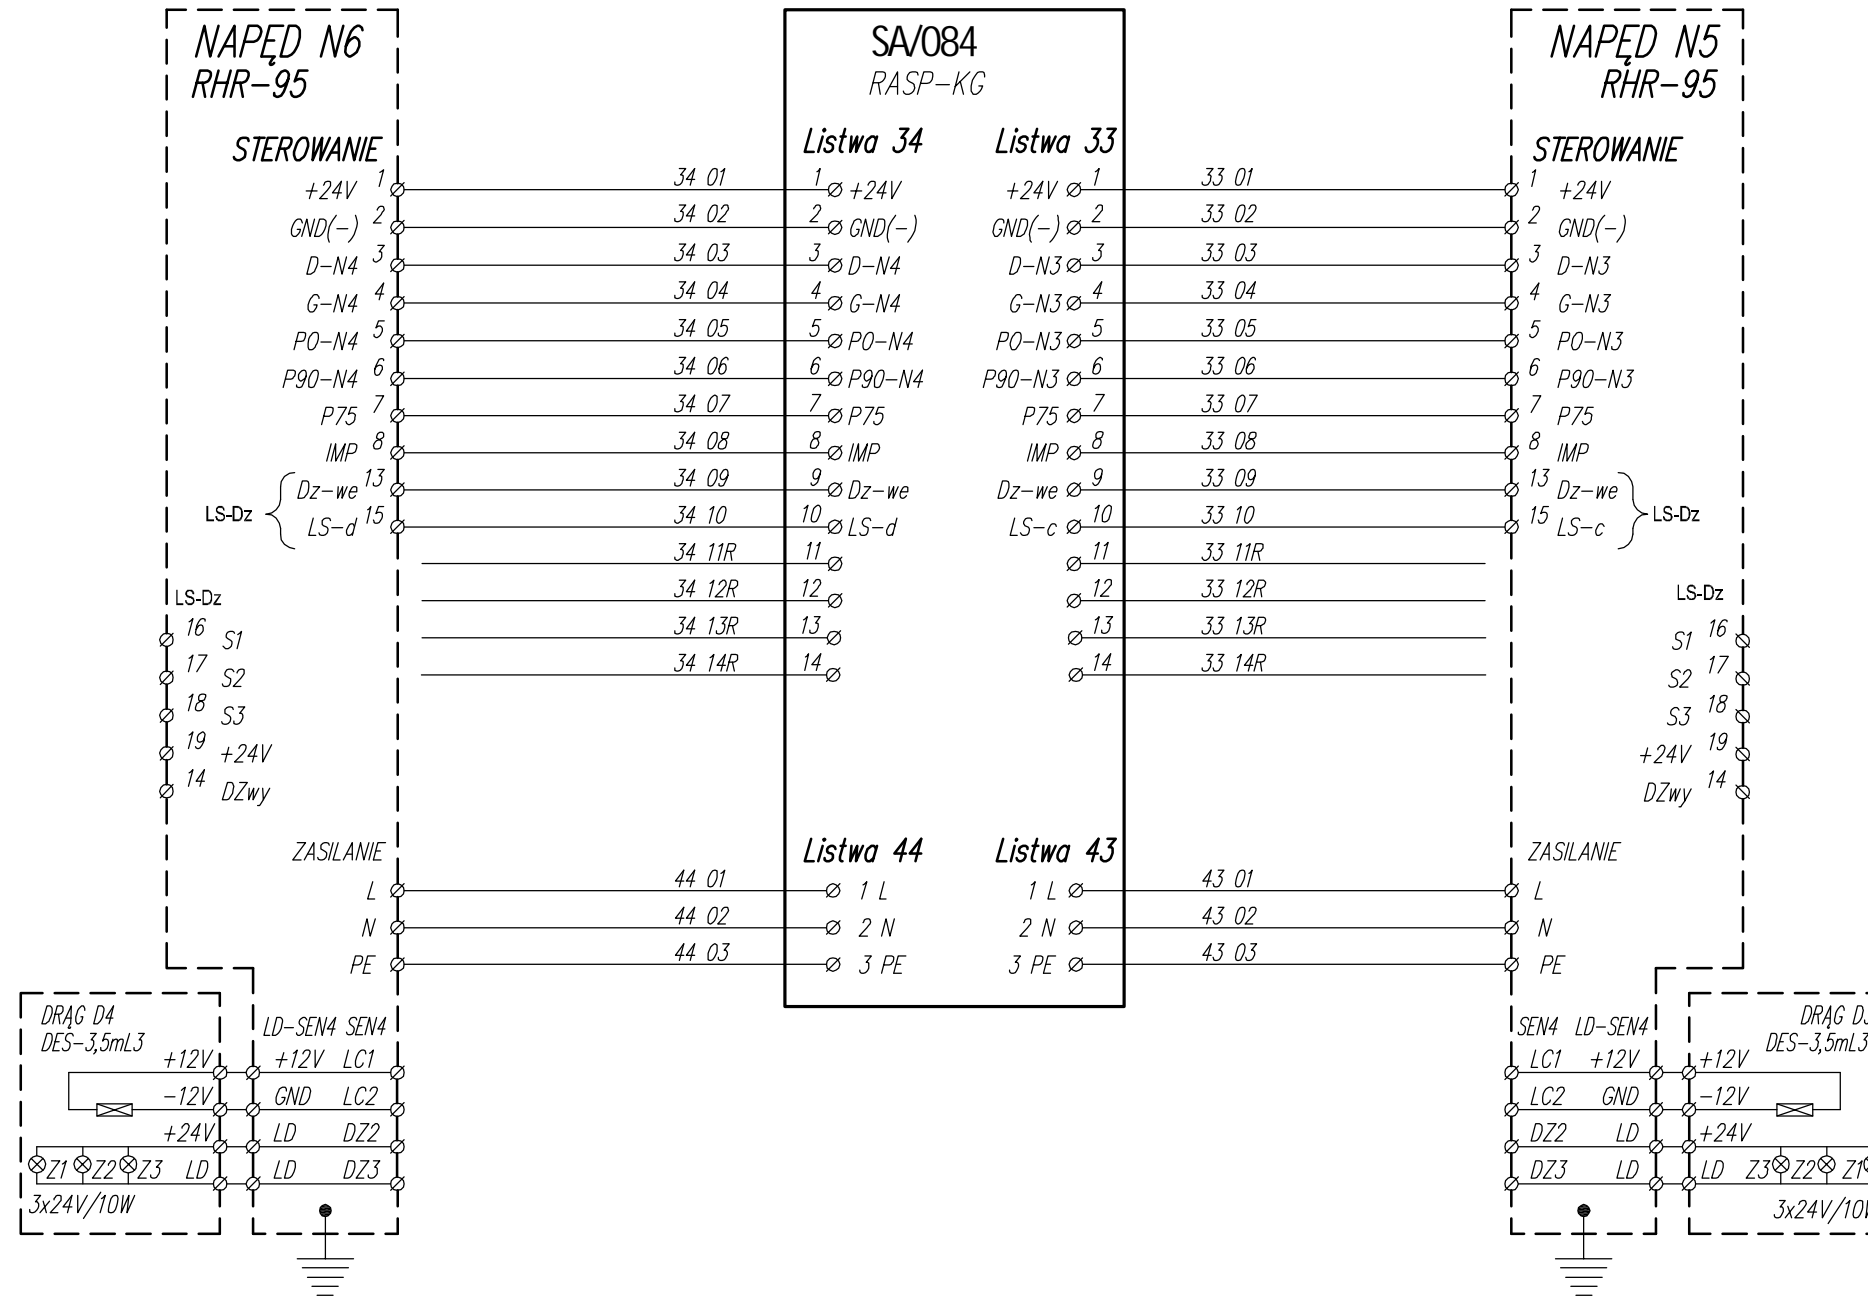 NAPĘD N6
RHR-95
STEROWANIE
+24V 1
GND(-) 2
D-N4 3
G-N4 4
PO-N4 5
P90-N4 6
P75 7
IMP 8
Dz-we 13
LS-d 15
LS-Dz
LS-Dz
16 S1
17 S2
18 S3
19 +24V
14 DZwy
ZASILANIE
L
N
PE
34 01
34 02
34 03
34 04
34 05
34 06
34 07
34 08
34 09
34 10
34 11R
34 12R
34 13R
34 14R
44 01
44 02
44 03
SA/084
RASP-KG
Listwa 34
1 +24V
2 GND(-)
3 D-N4
4 G-N4
5 PO-N4
6 P90-N4
7 P75
8 IMP
9 Dz-we
10 LS-d
11
12
13
14
Listwa 33
+24V 1
GND(-) 2
D-N3 3
G-N3 4
PO-N3 5
P90-N3 6
P75 7
IMP 8
Dz-we 9
LS-c 10
11
12
13
14
Listwa 44
1 L
2 N
3 PE
Listwa 43
1 L
2 N
3 PE
33 01
33 02
33 03
33 04
33 05
33 06
33 07
33 08
33 09
33 10
33 11R
33 12R
33 13R
33 14R
43 01
43 02
43 03
NAPĘD N5
RHR-95
STEROWANIE
1 +24V
2 GND(-)
3 D-N3
4 G-N3
5 PO-N3
6 P90-N3
7 P75
8 IMP
13 Dz-we
15 LS-c
LS-Dz
LS-Dz
S1 16
S2 17
S3 18
+24V 19
DZwy 14
ZASILANIE
L
N
PE
DRĄG D4
DES-3,5mL3
+12V
-12V
+24V
Z1 Z2 Z3 LD
3x24V/10W
LD-SEN4 SEN4
+12V LC1
GND LC2
LD DZ2
LD DZ3
SEN4 LD-SEN4
LC1 +12V
LC2 GND
DZ2 LD
DZ3 LD
DRĄG
DES-3,5mL3
+12V
-12V
+24V
LD Z3 Z2 Z1
3x24V/10